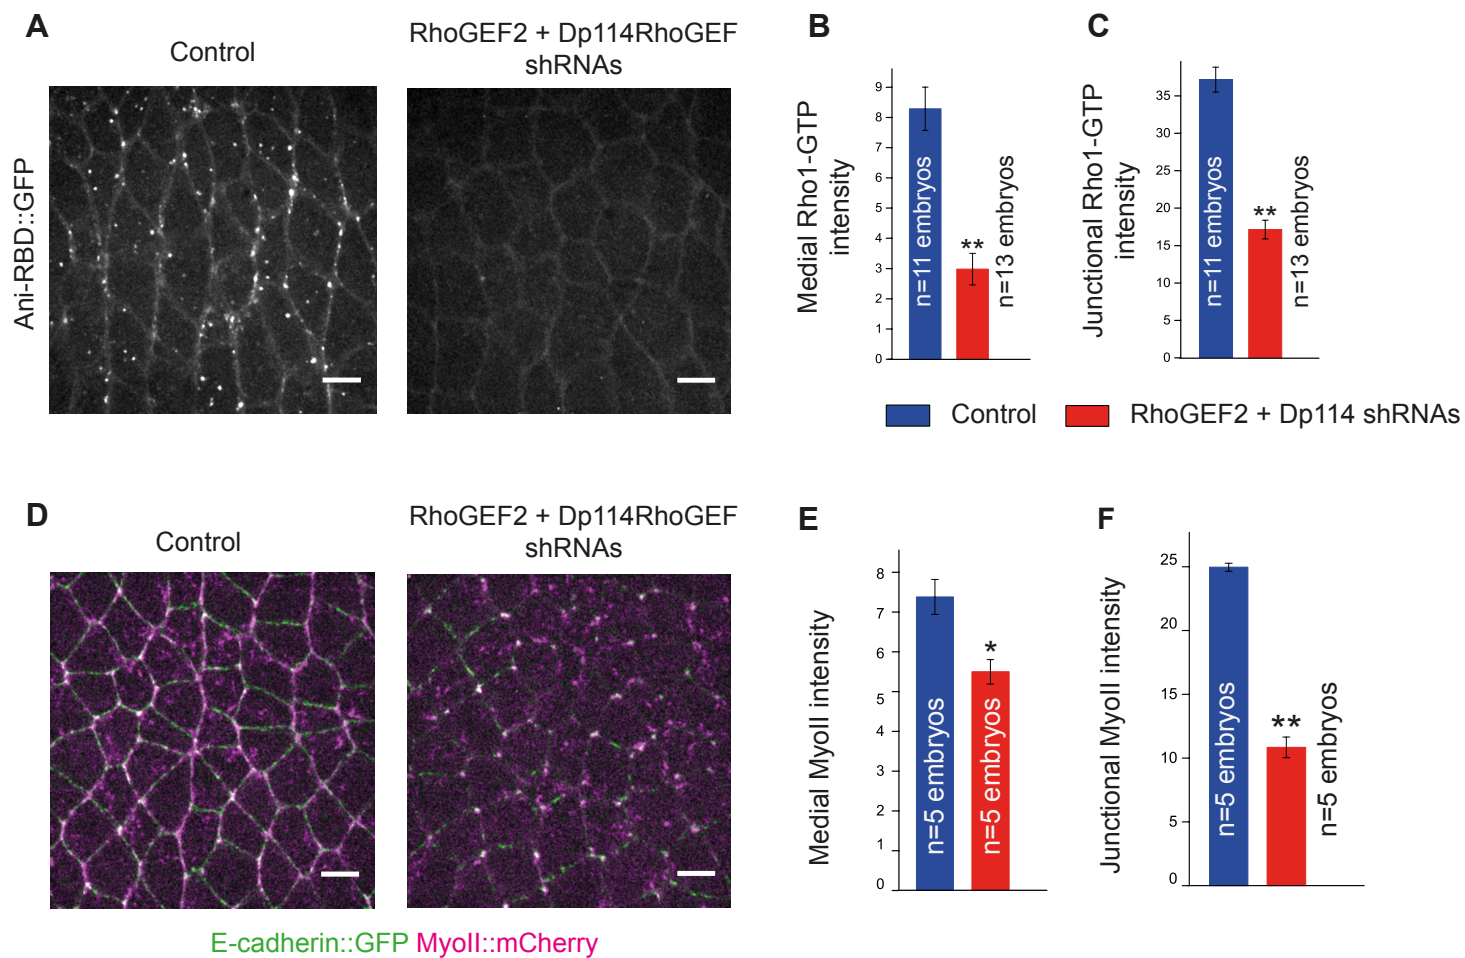 A
Control
RhoGEF2 + Dp114RhoGEF
shRNAs
Ani-RBD::GFP
B
Medial Rho1-GTP
intensity
9
8
7
6
5
4
3
2
1
0
n=11 embryos
**
n=13 embryos
C
Junctional Rho1-GTP
intensity
35
30
25
20
15
10
5
0
n=11 embryos
**
n=13 embryos
Control
RhoGEF2 + Dp114 shRNAs
D
Control
RhoGEF2 + Dp114RhoGEF
shRNAs
E-cadherin::GFP MyoII::mCherry
E
Medial MyoII intensity
8
7
6
5
4
3
2
1
0
n=5 embryos
*
n=5 embryos
F
Junctional MyoII intensity
25
20
15
10
5
0
n=5 embryos
**
n=5 embryos